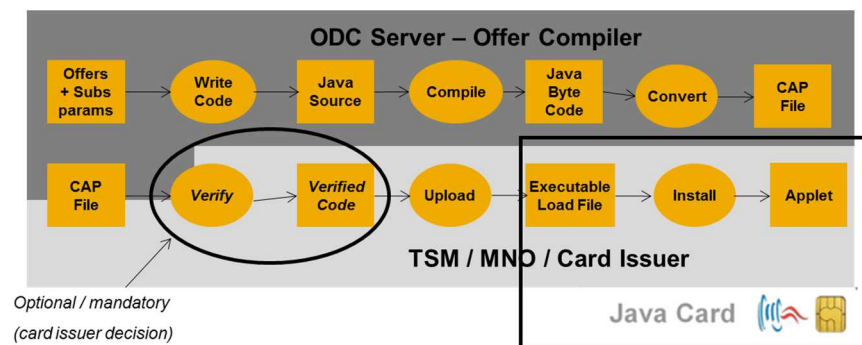 ODC Server – Offer Compiler
Offers
+ Subs
params
Write
Code
Java
Source
Compile
Java
Byte
Code
Convert
CAP
File
CAP
File
Verify
Verified
Code
Upload
Executable
Load File
Install
Applet
TSM / MNO / Card Issuer
Optional / mandatory
(card issuer decision)
Java Card